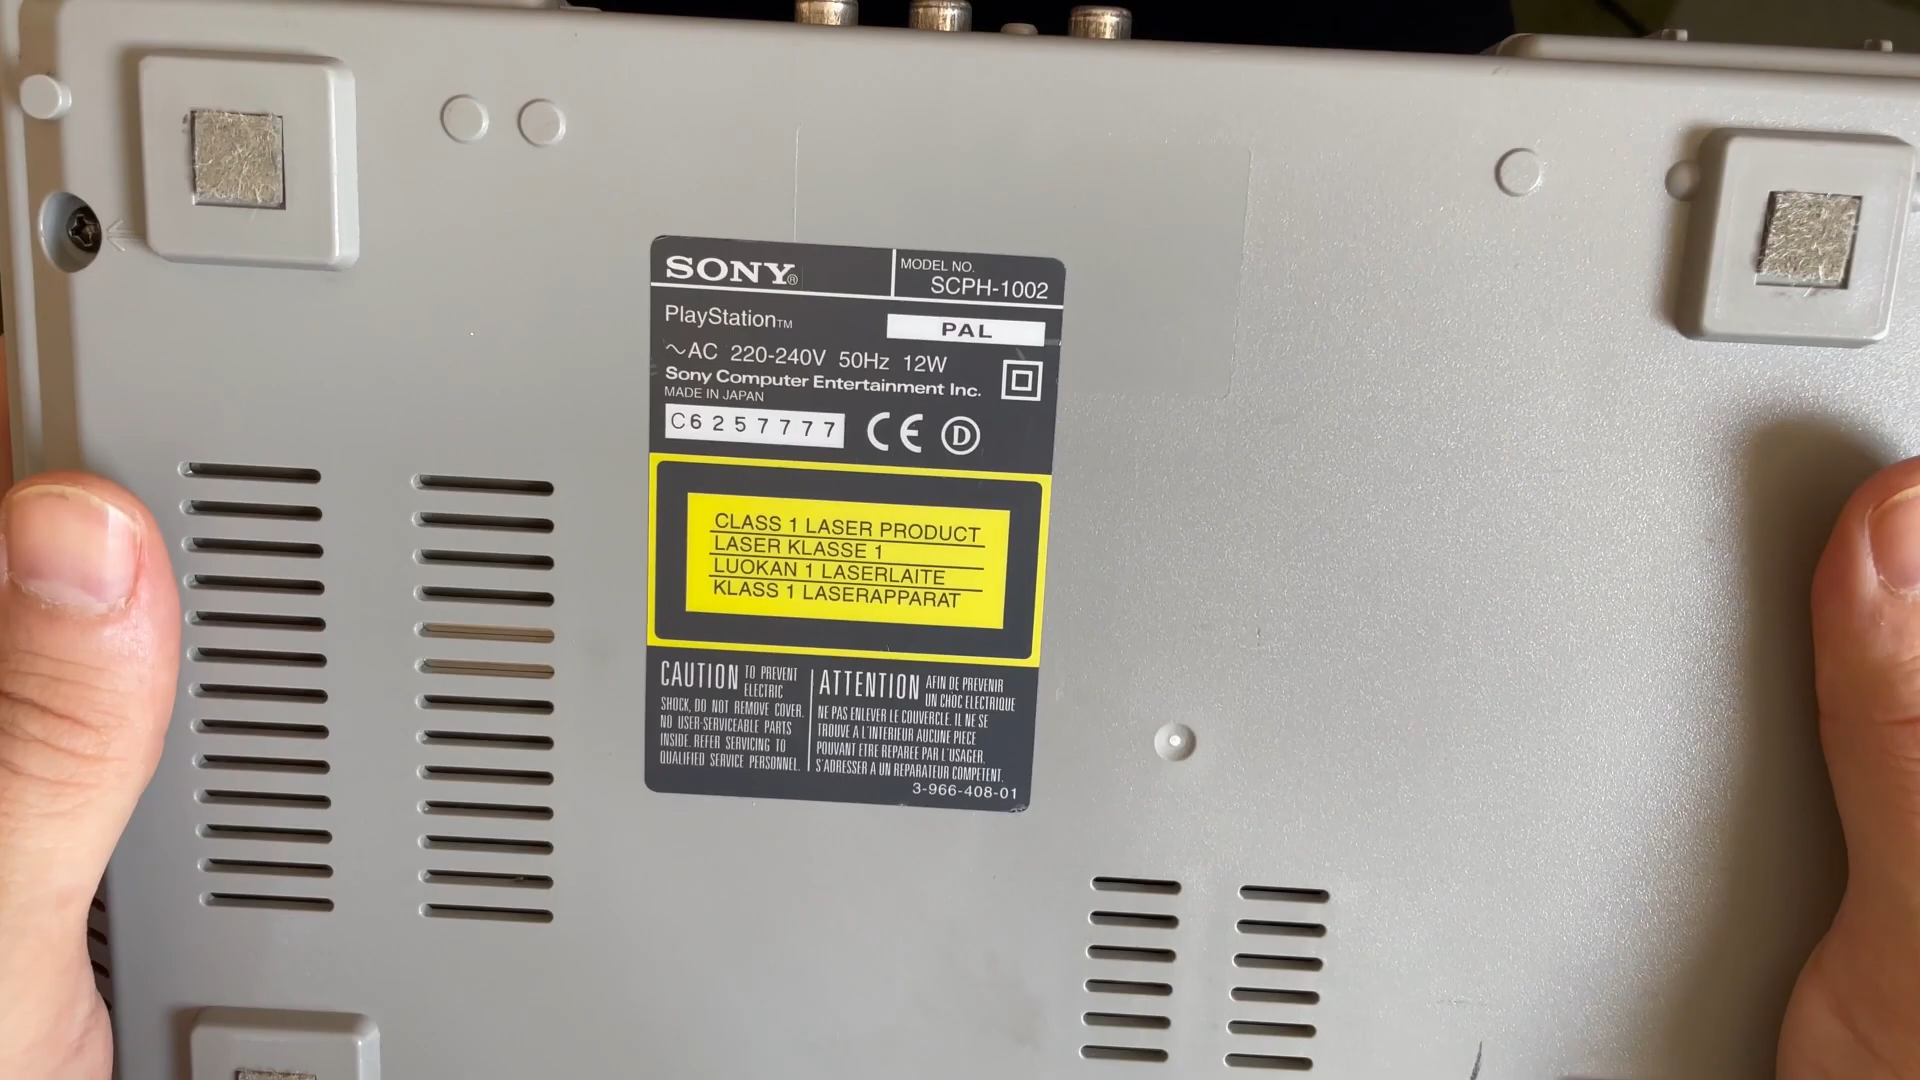 SONY®
MODEL NO.
SCPH-1002
PlayStation™
PAL
~AC 220-240V 50Hz 12W
Sony Computer Entertainment Inc.
MADE IN JAPAN
C6257777
CE D
CLASS 1 LASER PRODUCT
LASER KLASSE 1
LUOKAN 1 LASERLAITE
KLASS 1 LASERAPPARAT
CAUTION TO PREVENT
ELECTRIC
SHOCK, DO NOT REMOVE COVER.
NO USER-SERVICEABLE PARTS
INSIDE. REFER SERVICING TO
QUALIFIED SERVICE PERSONNEL.
ATTENTION AFIN DE PREVENIR
UN CHOC ELECTRIQUE
NE PAS ENLEVER LE COUVERCLE. IL NE SE
TROUVE A L'INTERIEUR AUCUNE PIECE
POUVANT ETRE REPAREE PAR L'USAGER.
S'ADRESSER A UN REPARATEUR COMPETENT.
3-966-408-01